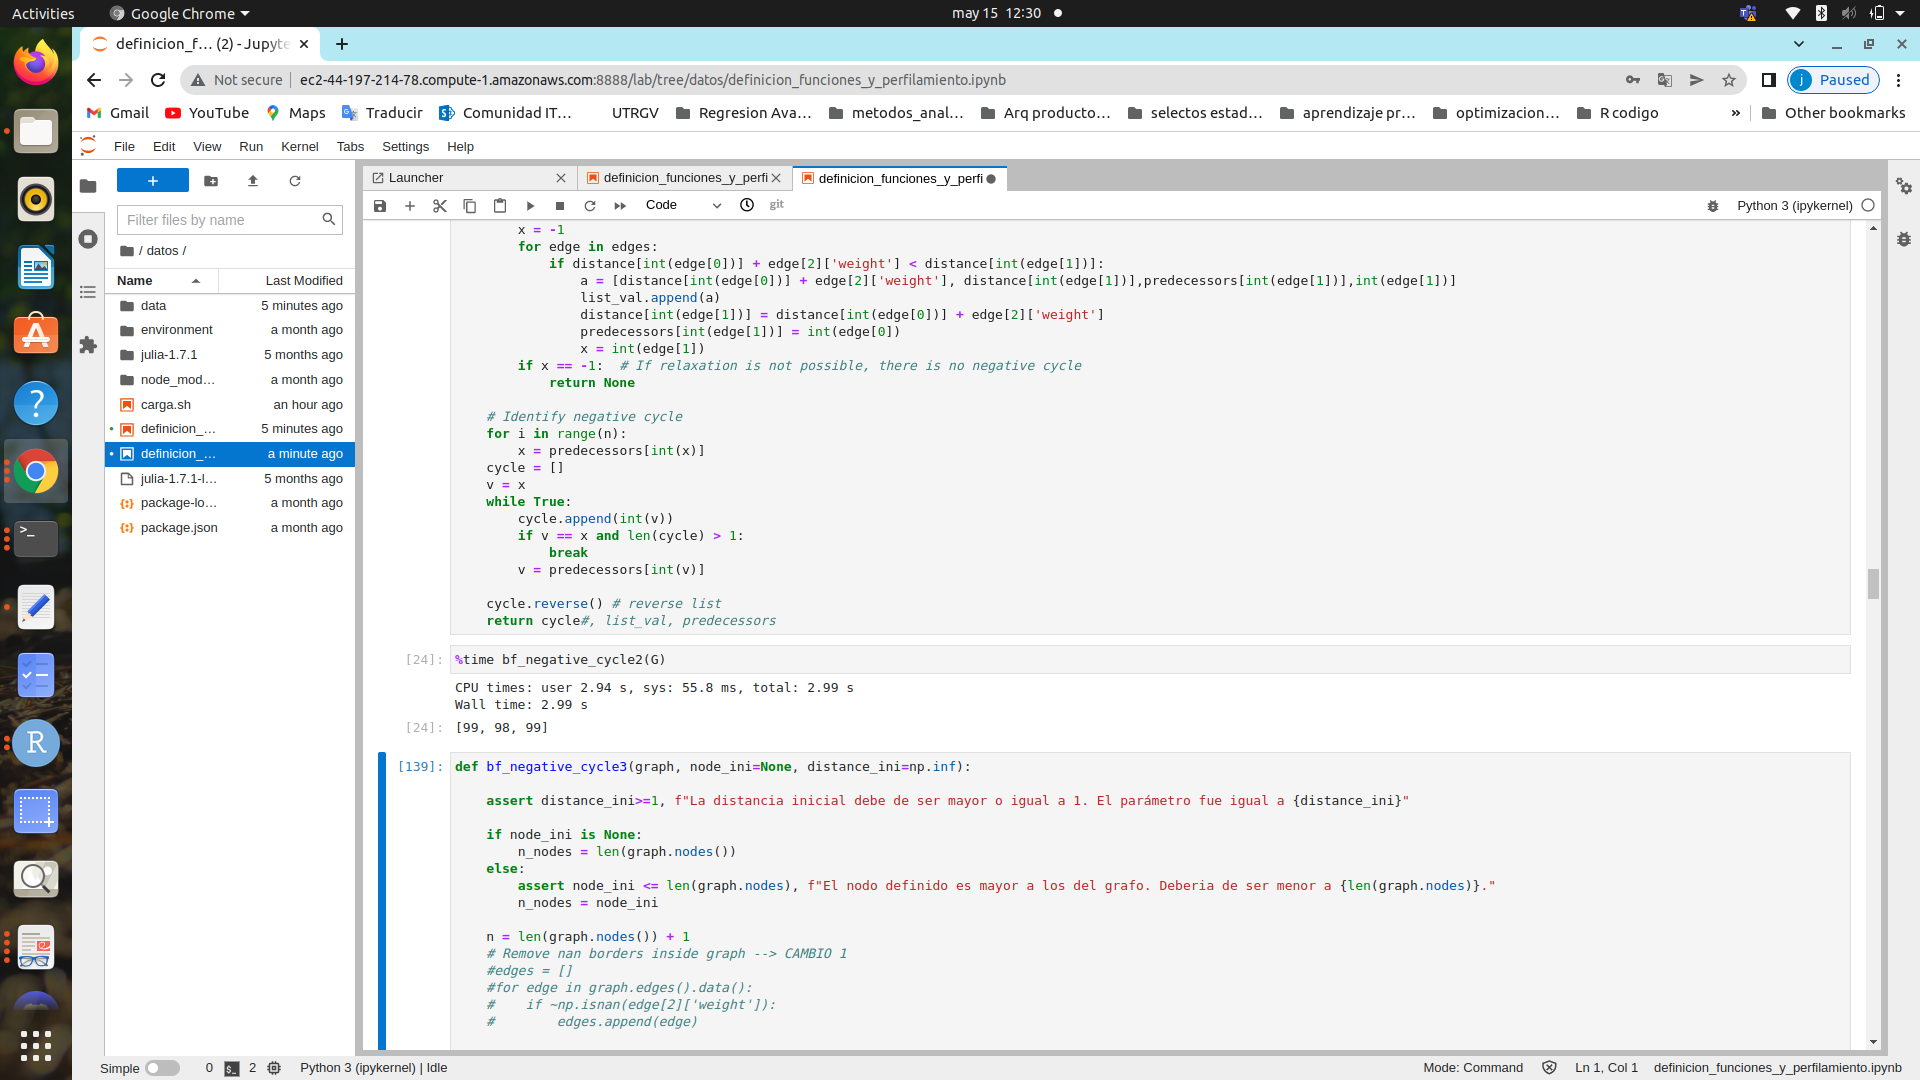 Activities
Google Chrome
may 15  12:30
definicion_f… (2) - Jupyte
Not secure
ec2-44-197-214-78.compute-1.amazonaws.com:8888/lab/tree/datos/definicion_funciones_y_perfilamiento.ipynb
j Paused
Gmail
YouTube
Maps
Traducir
Comunidad IT…
UTRGV
Regresion Ava…
metodos_anal…
Arq producto…
selectos estad…
aprendizaje pr…
optimizacion…
R codigo
»
Other bookmarks
File
Edit
View
Run
Kernel
Tabs
Settings
Help
Launcher
definicion_funciones_y_perfi
definicion_funciones_y_perfi
Code
git
Python 3 (ipykernel)
Filter files by name
/ datos /
Name
Last Modified
data 5 minutes ago
environment a month ago
julia-1.7.1 5 months ago
node_mod… a month ago
carga.sh an hour ago
definicion_… 5 minutes ago
definicion_… a minute ago
julia-1.7.1-l… 5 months ago
package-lo… a month ago
package.json a month ago
        x = -1
        for edge in edges:
            if distance[int(edge[0])] + edge[2]['weight'] < distance[int(edge[1])]:
                a = [distance[int(edge[0])] + edge[2]['weight'], distance[int(edge[1])],predecessors[int(edge[1])],int(edge[1])]
                list_val.append(a)
                distance[int(edge[1])] = distance[int(edge[0])] + edge[2]['weight']
                predecessors[int(edge[1])] = int(edge[0])
                x = int(edge[1])
        if x == -1:  # If relaxation is not possible, there is no negative cycle
            return None
    # Identify negative cycle
    for i in range(n):
        x = predecessors[int(x)]
    cycle = []
    v = x
    while True:
        cycle.append(int(v))
        if v == x and len(cycle) > 1:
            break
        v = predecessors[int(v)]
    cycle.reverse() # reverse list
    return cycle#, list_val, predecessors
[24]: %time bf_negative_cycle2(G)
CPU times: user 2.94 s, sys: 55.8 ms, total: 2.99 s
Wall time: 2.99 s
[24]: [99, 98, 99]
[139]: def bf_negative_cycle3(graph, node_ini=None, distance_ini=np.inf):
    assert distance_ini>=1, f"La distancia inicial debe de ser mayor o igual a 1. El parámetro fue igual a {distance_ini}"
    if node_ini is None:
        n_nodes = len(graph.nodes())
    else:
        assert node_ini <= len(graph.nodes), f"El nodo definido es mayor a los del grafo. Deberia de ser menor a {len(graph.nodes)}."
        n_nodes = node_ini
    n = len(graph.nodes()) + 1
    # Remove nan borders inside graph --> CAMBIO 1
    #edges = []
    #for edge in graph.edges().data():
    #    if ~np.isnan(edge[2]['weight']):
    #        edges.append(edge)
Simple
0
2
Python 3 (ipykernel) | Idle
Mode: Command
Ln 1, Col 1
definicion_funciones_y_perfilamiento.ipynb